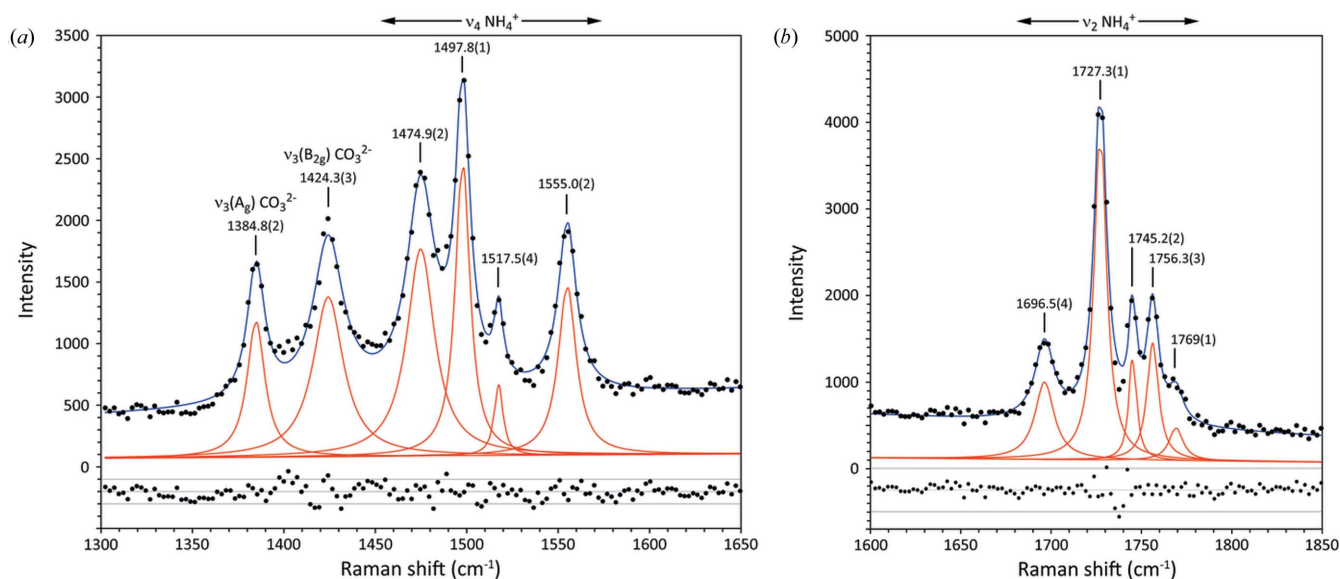 (a)
ν4 NH4+
3500
3000
2500
2000
1500
1000
500
0
Intensity
ν3(Ag) CO32-
1384.8(2)
ν3(B2g) CO32-
1424.3(3)
1474.9(2)
1497.8(1)
1517.5(4)
1555.0(2)
1300 1350 1400 1450 1500 1550 1600 1650
Raman shift (cm-1)
(b)
ν2 NH4+
5000
4000
3000
2000
1000
0
Intensity
1696.5(4)
1727.3(1)
1745.2(2)
1756.3(3)
1769(1)
1600 1650 1700 1750 1800 1850
Raman shift (cm-1)